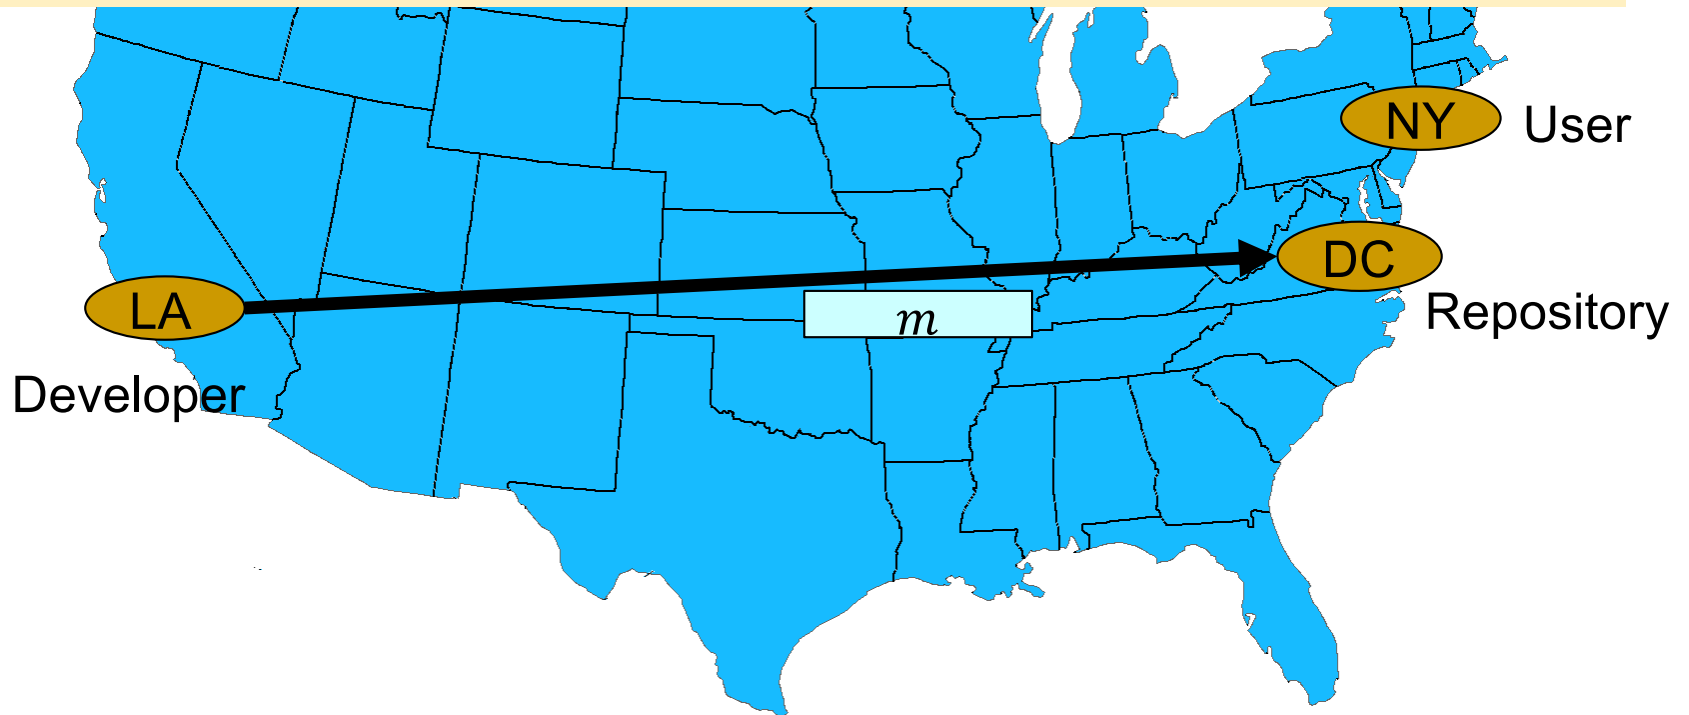 NY
User
DC
LA
Repository
𝑚
Developer